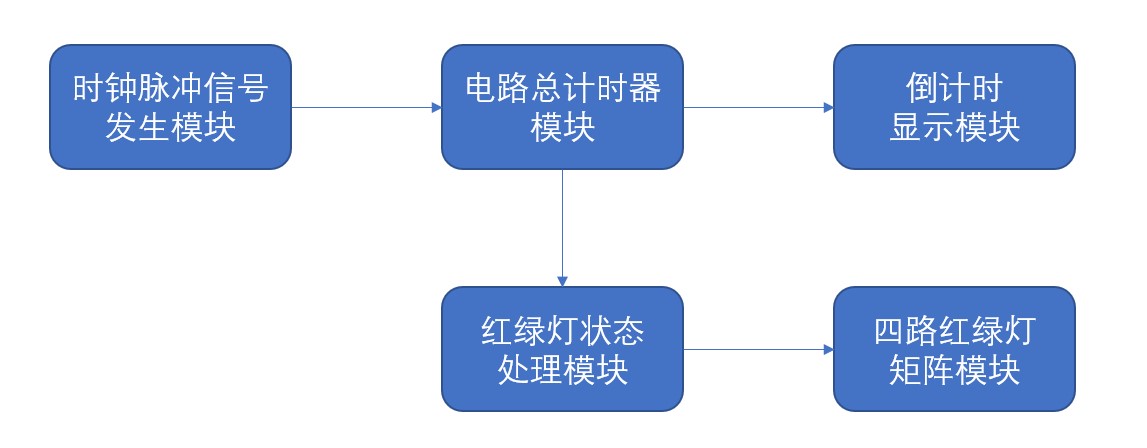 时钟脉冲信号
发生模块
电路总计时器
模块
倒计时
显示模块
红绿灯状态
处理模块
四路红绿灯
矩阵模块